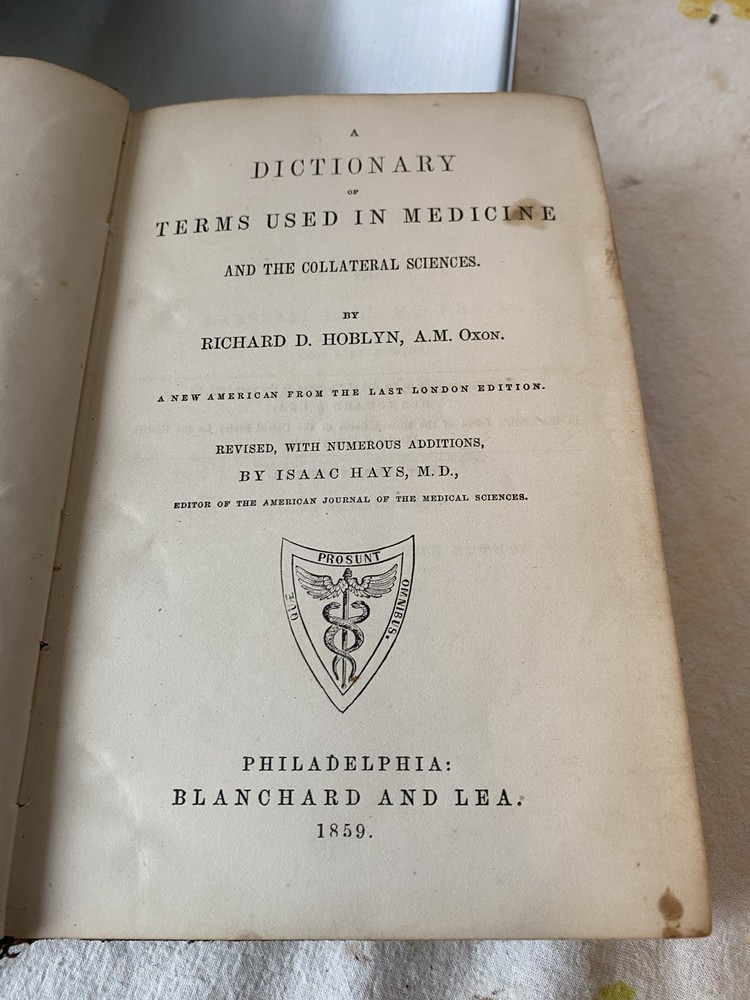 A
DICTIONARY
OF
TERMS USED IN MEDICINE
AND THE COLLATERAL SCIENCES.
BY
RICHARD D. HOBLYN, A.M. OXON.
A NEW AMERICAN FROM THE LAST LONDON EDITION.
REVISED, WITH NUMEROUS ADDITIONS,
BY ISAAC HAYS, M.D.,
EDITOR OF THE AMERICAN JOURNAL OF THE MEDICAL SCIENCES.
QUÆ PROSUNT OMNIBUS.
PHILADELPHIA:
BLANCHARD AND LEA.
1859.